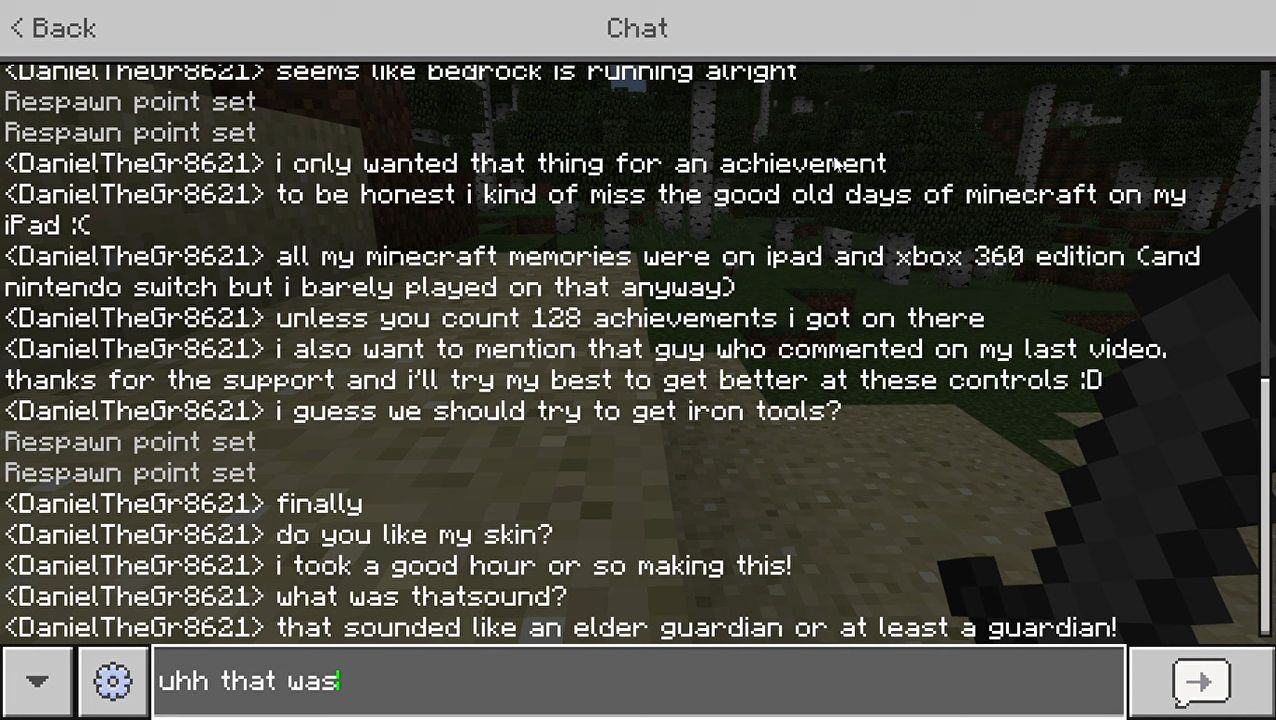 < Back
Chat
<DanielTheGr8621> seems like bedrock is running alright
Respawn point set
Respawn point set
<DanielTheGr8621> i only wanted that thing for an achievement
<DanielTheGr8621> to be honest i kind of miss the good old days of minecraft on my
iPad :C
<DanielTheGr8621> all my minecraft memories were on ipad and xbox 360 edition (and
nintendo switch but i barely played on that anyway)
<DanielTheGr8621> unless you count 128 achievements i got on there
<DanielTheGr8621> i also want to mention that guy who commented on my last video.
thanks for the support and i'll try my best to get better at these controls :D
<DanielTheGr8621> i guess we should try to get iron tools?
Respawn point set
Respawn point set
<DanielTheGr8621> finally
<DanielTheGr8621> do you like my skin?
<DanielTheGr8621> i took a good hour or so making this!
<DanielTheGr8621> what was thatsound?
<DanielTheGr8621> that sounded like an elder guardian or at least a guardian!
uhh that was